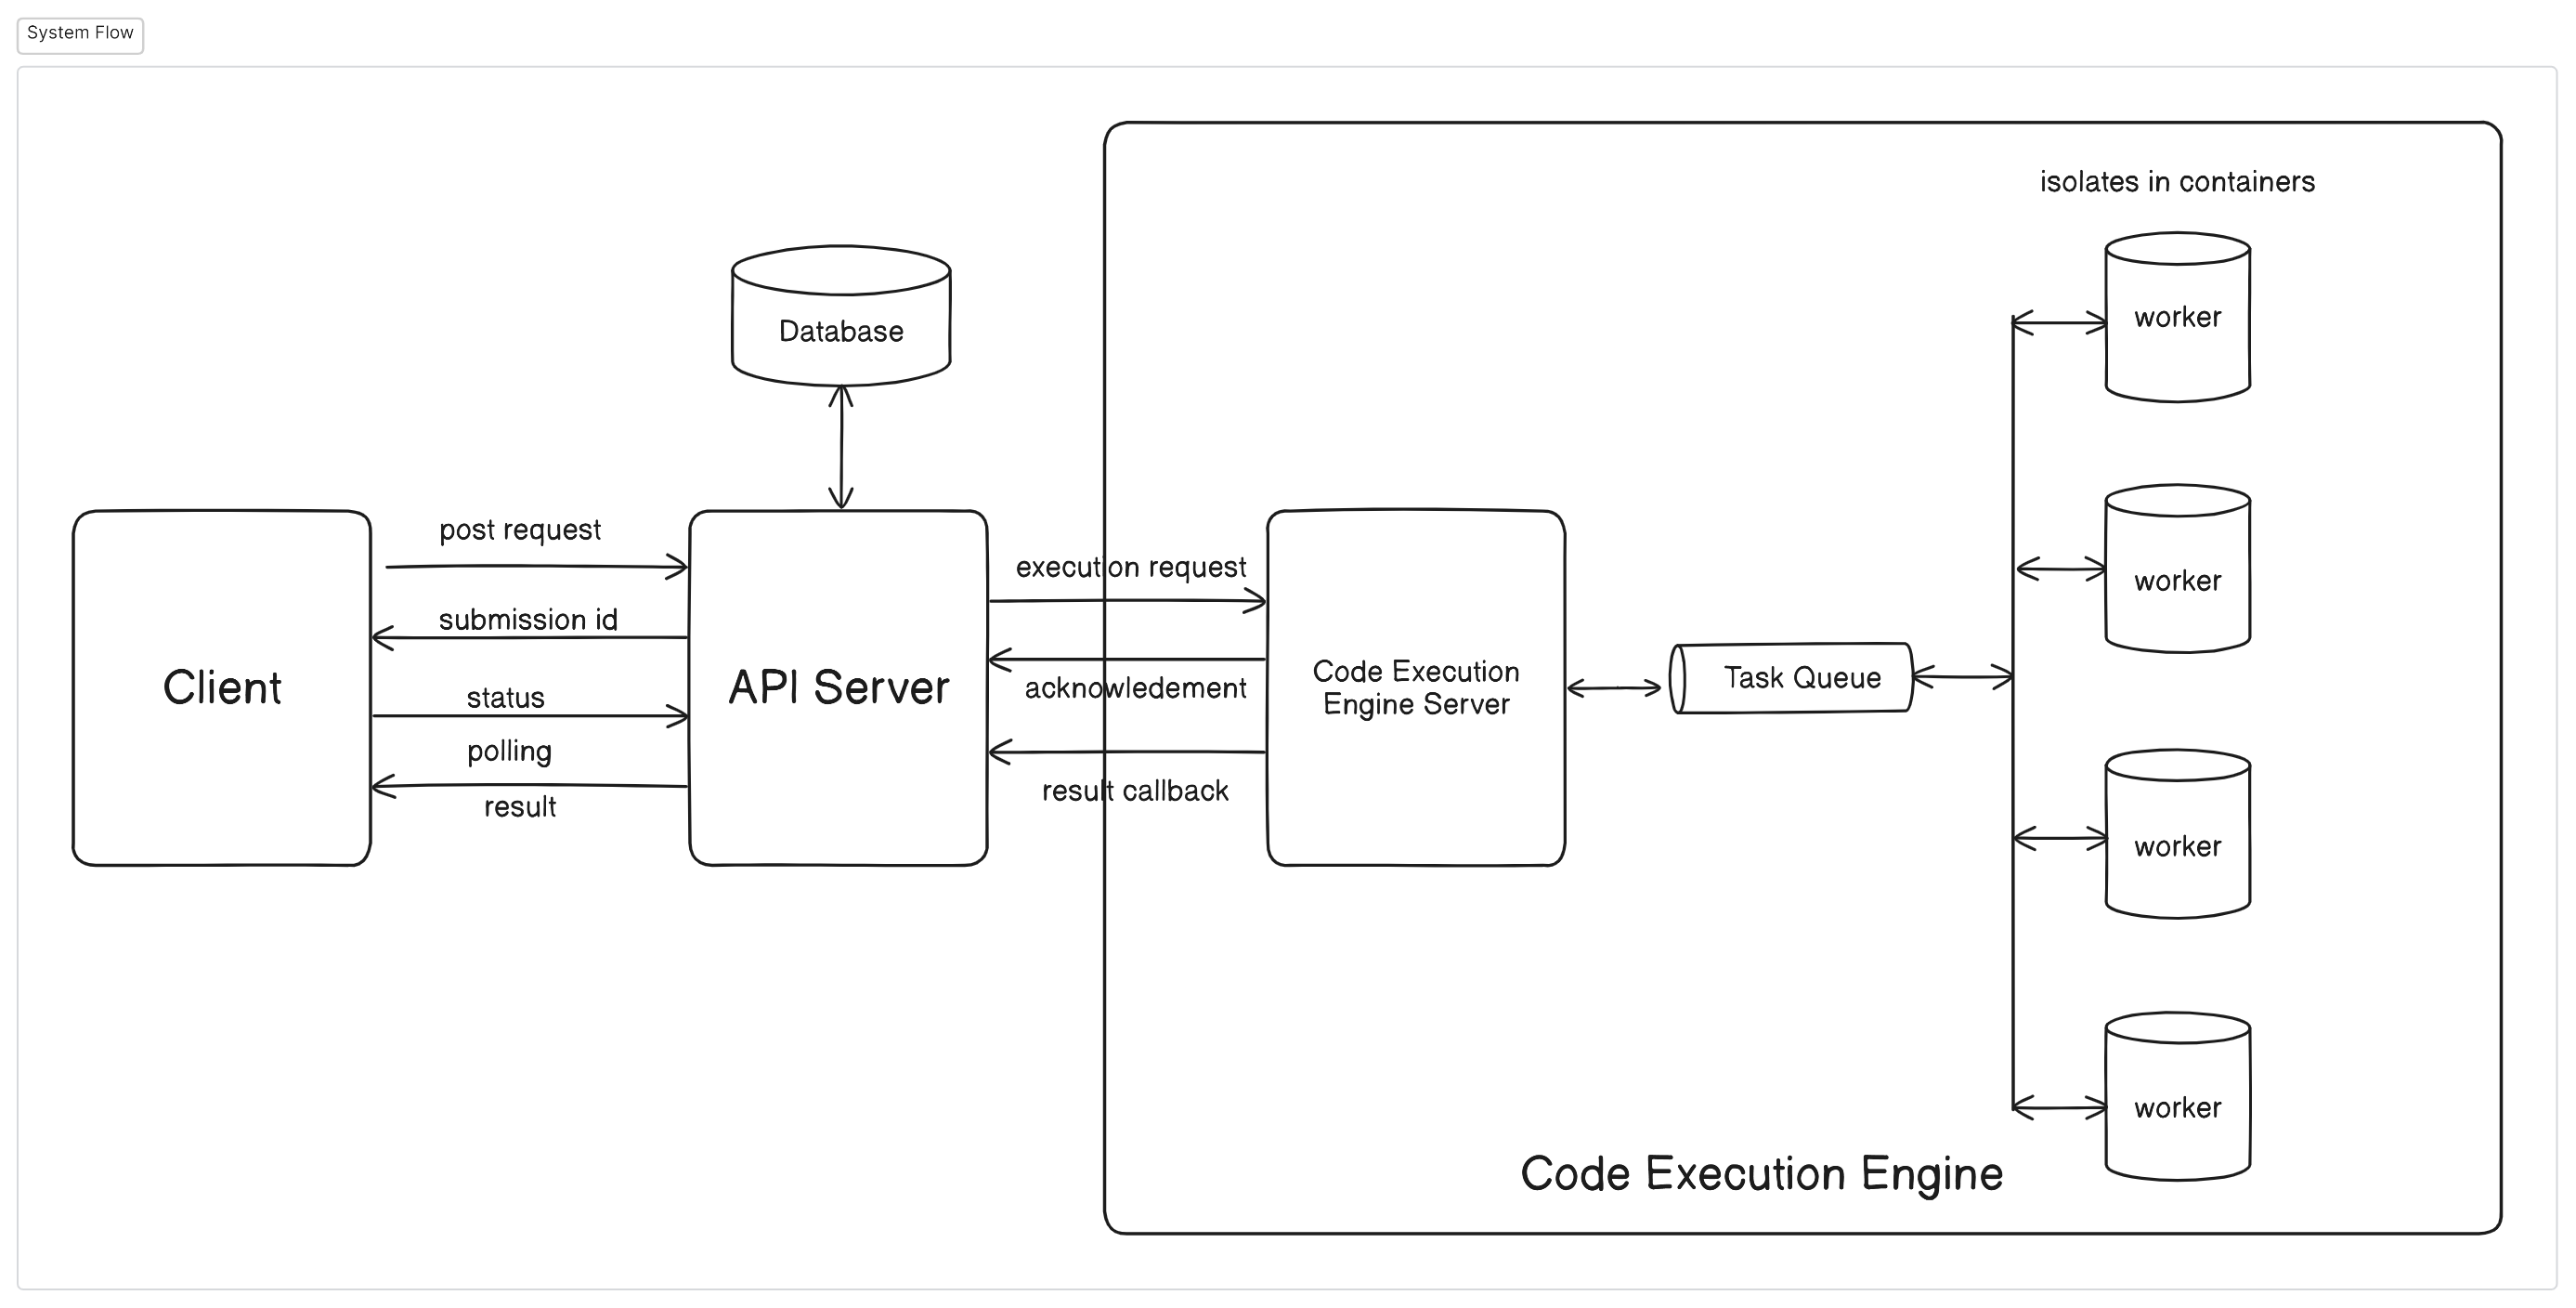 System Flow
isolates in containers
worker
Database
post request
execution request
worker
submission id
Client
status
polling
result
API Server
acknowledement
result callback
Code Execution
Engine Server
Task Queue
worker
worker
Code Execution Engine